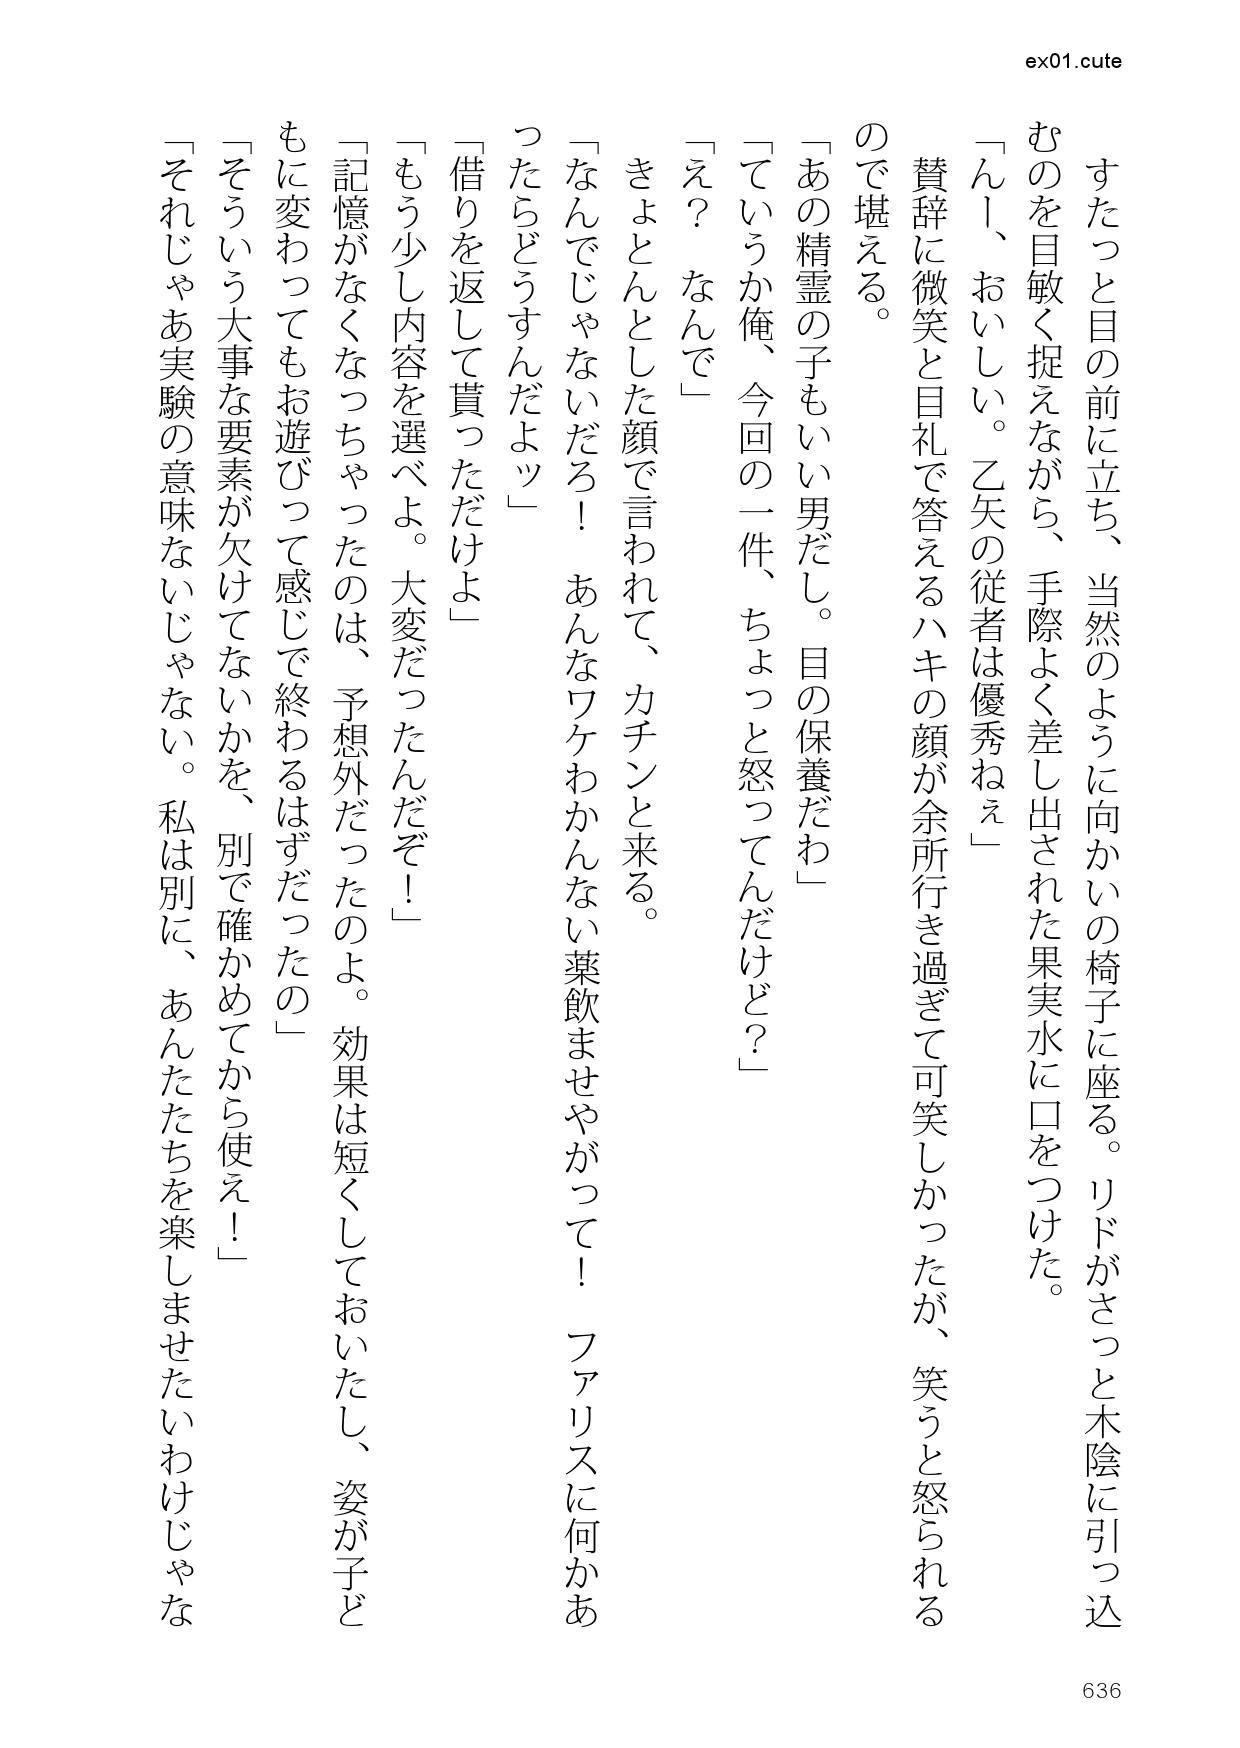 ex01.cute
　すたっと目の前に立ち、当然のように向かいの椅子に座る。リドがさっと木陰に引っ込
むのを目敏く捉えながら、手際よく差し出された果実水に口をつけた。
「んー、おいしい。乙矢の従者は優秀ねぇ」
　賛辞に微笑と目礼で答えるハキの顔が余所行き過ぎて可笑しかったが、笑うと怒られる
ので堪える。
「あの精霊の子もいい男だし。目の保養だわ」
「ていうか俺、今回の一件、ちょっと怒ってんだけど？」
「え？　なんで」
　きょとんとした顔で言われて、カチンと来る。
「なんでじゃないだろ！　あんなワケわかんない薬飲ませやがって！　ファリスに何かあ
ったらどうすんだよッ」
「借りを返して貰っただけよ」
「もう少し内容を選べよ。大変だったんだぞ！」
「記憶がなくなっちゃったのは、予想外だったのよ。効果は短くしておいたし、姿が子ど
もに変わってもお遊びって感じで終わるはずだったの」
「そういう大事な要素が欠けてないかを、別で確かめてから使え！」
「それじゃあ実験の意味ないじゃない。私は別に、あんたたちを楽しませたいわけじゃな
636